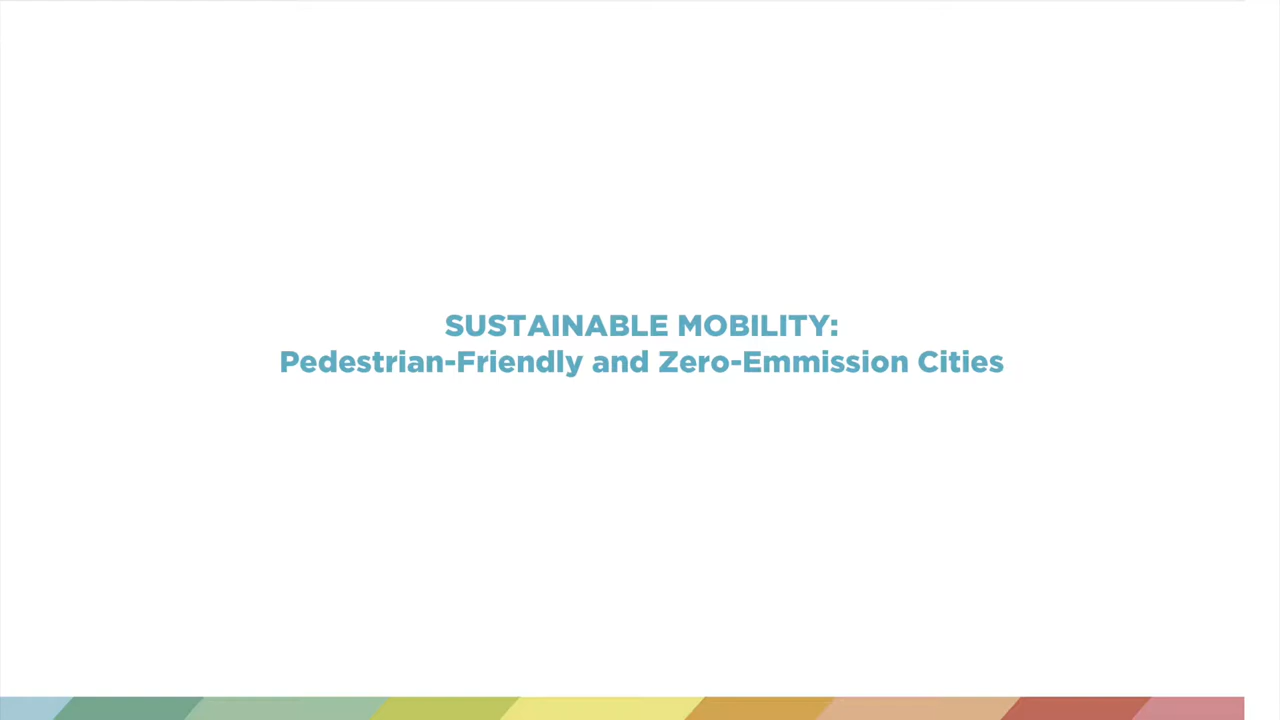 SUSTAINABLE MOBILITY:
Pedestrian-Friendly and Zero-Emmission Cities